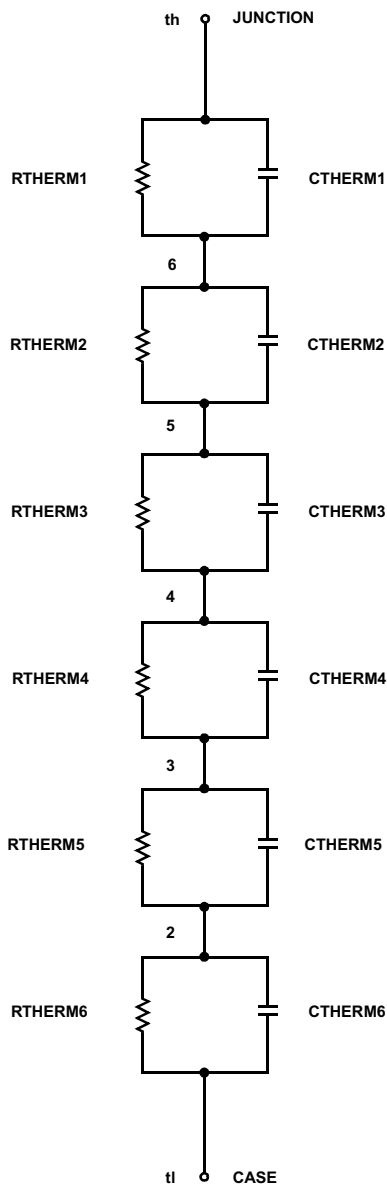 th JUNCTION
RTHERM1 CTHERM1
6
RTHERM2 CTHERM2
5
RTHERM3 CTHERM3
4
RTHERM4 CTHERM4
3
RTHERM5 CTHERM5
2
RTHERM6 CTHERM6
tl CASE